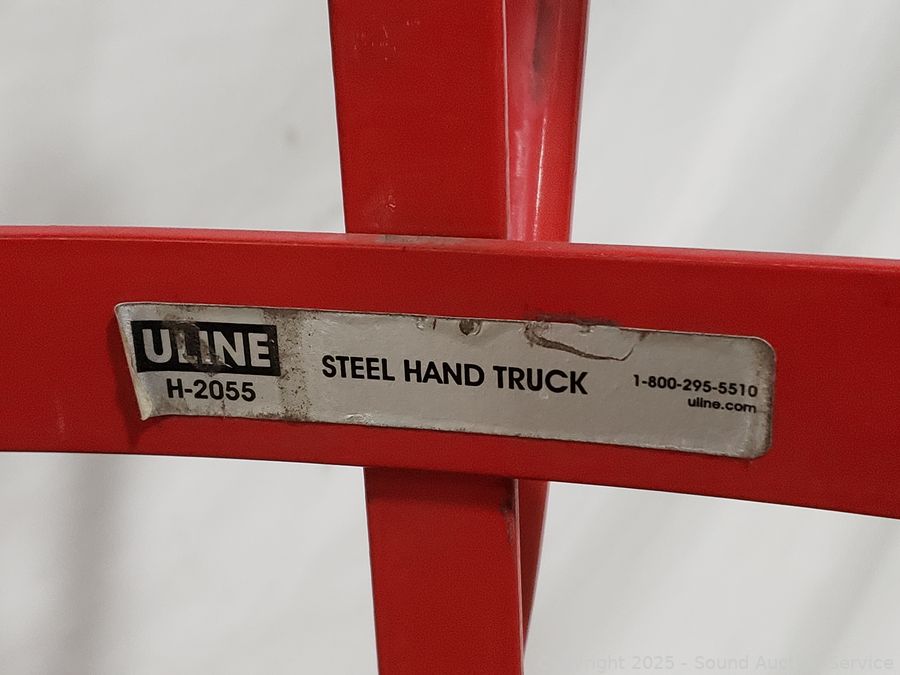 ULINE
H-2055
STEEL HAND TRUCK
1-800-295-5510
uline.com
Copyright 2025 - Sound Auction Service